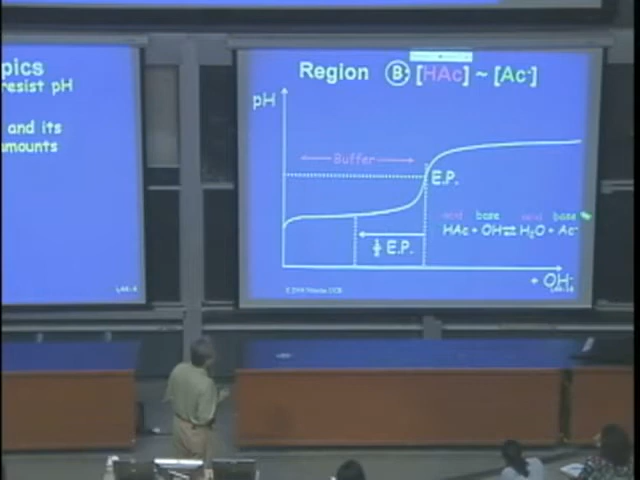 pics
resist pH
and its
amounts
Region B: [HAc] ~ [Ac-]
pH
Buffer
E.P.
acid base acid base
HAc + OH ⇌ H2O + Ac-
½ E.P.
+ OH-